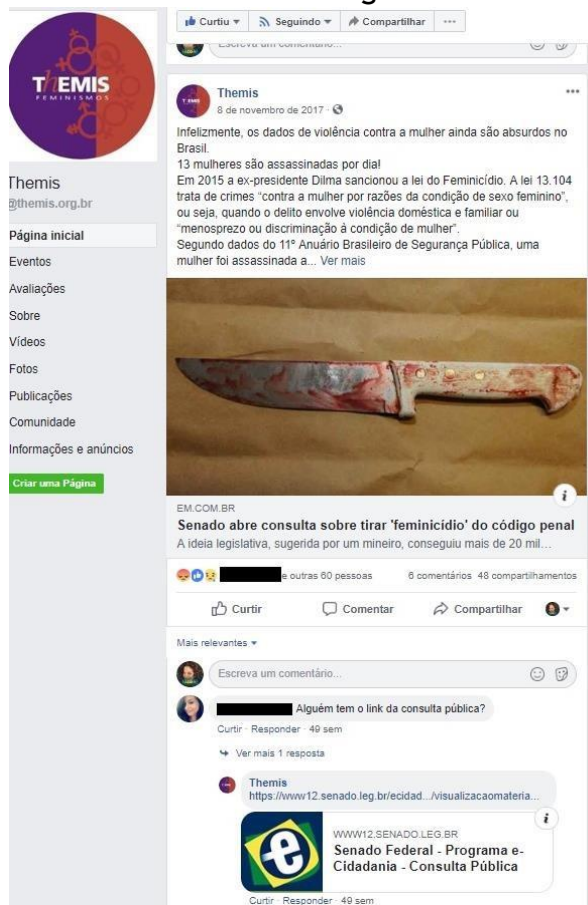 Curtiu
Seguindo
Compartilhar
THEMIS
FEMINISMOS
Themis
@themis.org.br
Página inicial
Eventos
Avaliações
Sobre
Vídeos
Fotos
Publicações
Comunidade
Informações e anúncios
Criar uma Página
Escreva um comentário...
Themis
8 de novembro de 2017 ·
Infelizmente, os dados de violência contra a mulher ainda são absurdos no
Brasil.
13 mulheres são assassinadas por dia!
Em 2015 a ex-presidente Dilma sancionou a lei do Feminicídio. A lei 13.104
trata de crimes “contra a mulher por razões da condição de sexo feminino”,
ou seja, quando o delito envolve violência doméstica e familiar ou
“menosprezo ou discriminação à condição de mulher”.
Segundo dados do 11º Anuário Brasileiro de Segurança Pública, uma
mulher foi assassinada a... Ver mais
EM.COM.BR
Senado abre consulta sobre tirar 'feminicídio' do código penal
A ideia legislativa, sugerida por um mineiro, conseguiu mais de 20 mil...
e outras 60 pessoas
6 comentários 48 compartilhamentos
Curtir
Comentar
Compartilhar
Mais relevantes
Escreva um comentário...
Alguém tem o link da consulta pública?
Curtir · Responder · 49 sem
Ver mais 1 resposta
Themis
https://www12.senado.leg.br/ecidad.../visualizacaomateria...
WWW12.SENADO.LEG.BR
Senado Federal - Programa e-
Cidadania - Consulta Pública
Curtir · Responder · 49 sem